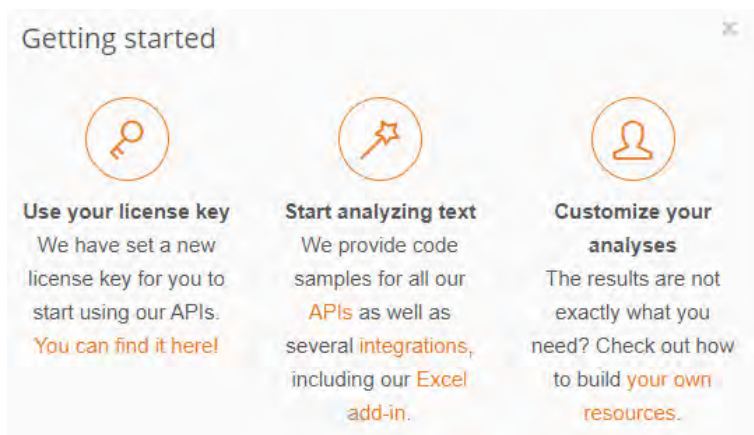 Getting started
Use your license key
We have set a new
license key for you to
start using our APIs.
You can find it here!
Start analyzing text
We provide code
samples for all our
APIs as well as
several integrations,
including our Excel
add-in.
Customize your
analyses
The results are not
exactly what you
need? Check out how
to build your own
resources.